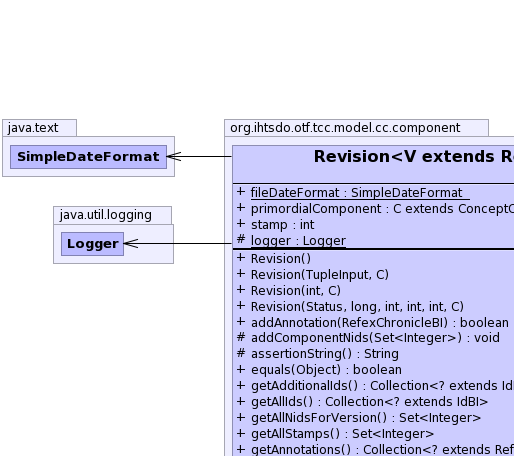 java.text
SimpleDateFormat
java.util.logging
Logger
org.ihtsdo.otf.tcc.model.cc.component
Revision<V extends Re
+ fileDateFormat : SimpleDateFormat
+ primordialComponent : C extends ConceptC
+ stamp : int
# logger : Logger
+ Revision()
+ Revision(TupleInput, C)
+ Revision(int, C)
+ Revision(Status, long, int, int, int, C)
+ addAnnotation(RefexChronicleBI) : boolean
# addComponentNids(Set<Integer>) : void
# assertionString() : String
+ equals(Object) : boolean
+ getAdditionalIds() : Collection<? extends Id
+ getAllIds() : Collection<? extends IdBI>
+ getAllNidsForVersion() : Set<Integer>
+ getAllStamps() : Set<Integer>
+ getAnnotations() : Collection<? extends Ref